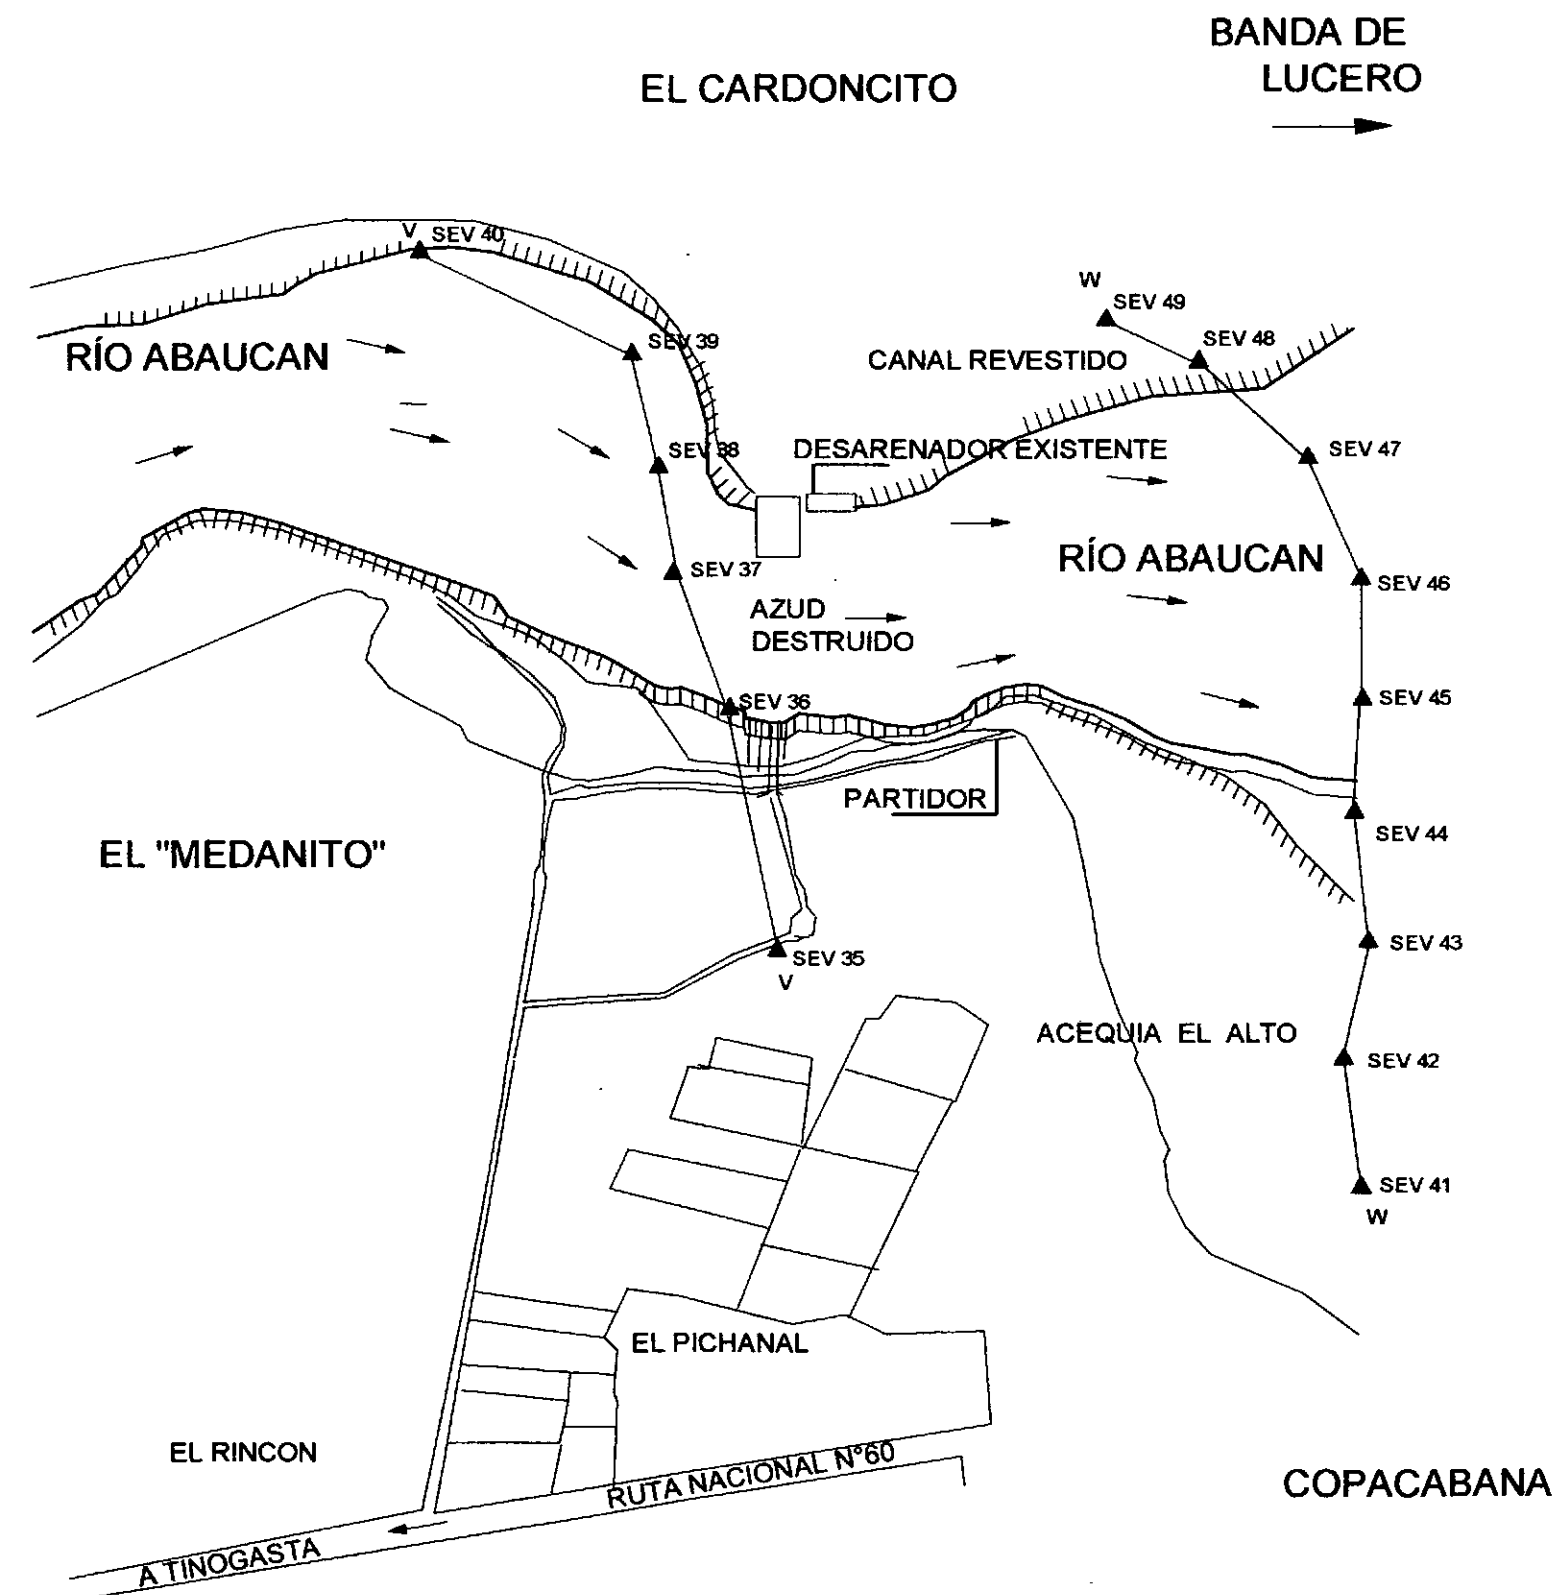 BANDA DE
LUCERO
EL CARDONCITO
V
SEV 40
W
SEV 49
SEV 39
SEV 48
RÍO ABAUCAN
CANAL REVESTIDO
SEV 38
DESARENADOR EXISTENTE
SEV 47
SEV 37
RÍO ABAUCAN
SEV 46
AZUD
DESTRUIDO
SEV 36
SEV 45
PARTIDOR
SEV 44
EL "MEDANITO"
SEV 43
SEV 35
V
ACEQUIA EL ALTO
SEV 42
SEV 41
W
EL PICHANAL
EL RINCON
RUTA NACIONAL N°60
COPACABANA
A TINOGASTA